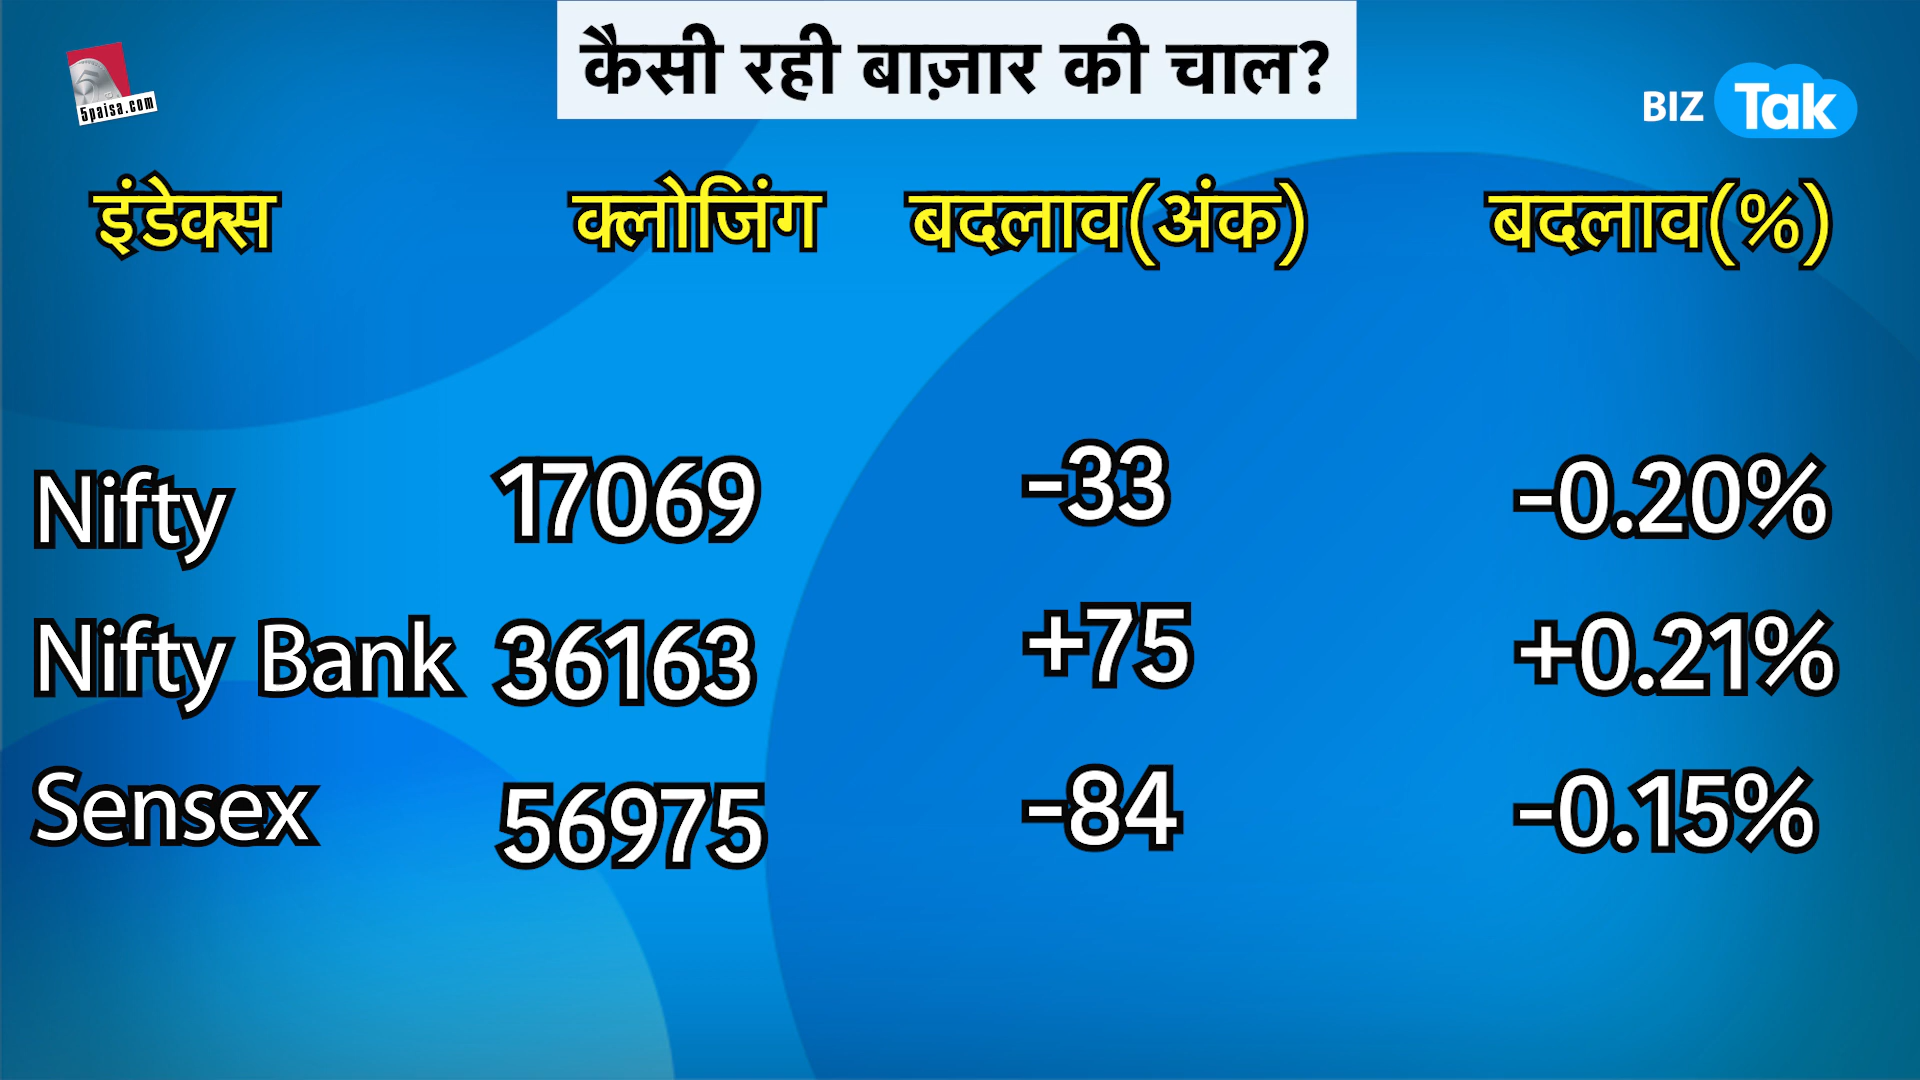 कैसी रही बाज़ार की चाल?
5paisa.com
BIZ Tak
इंडेक्स क्लोजिंग बदलाव(अंक) बदलाव(%)
Nifty 17069 -33 -0.20%
Nifty Bank 36163 +75 +0.21%
Sensex 56975 -84 -0.15%